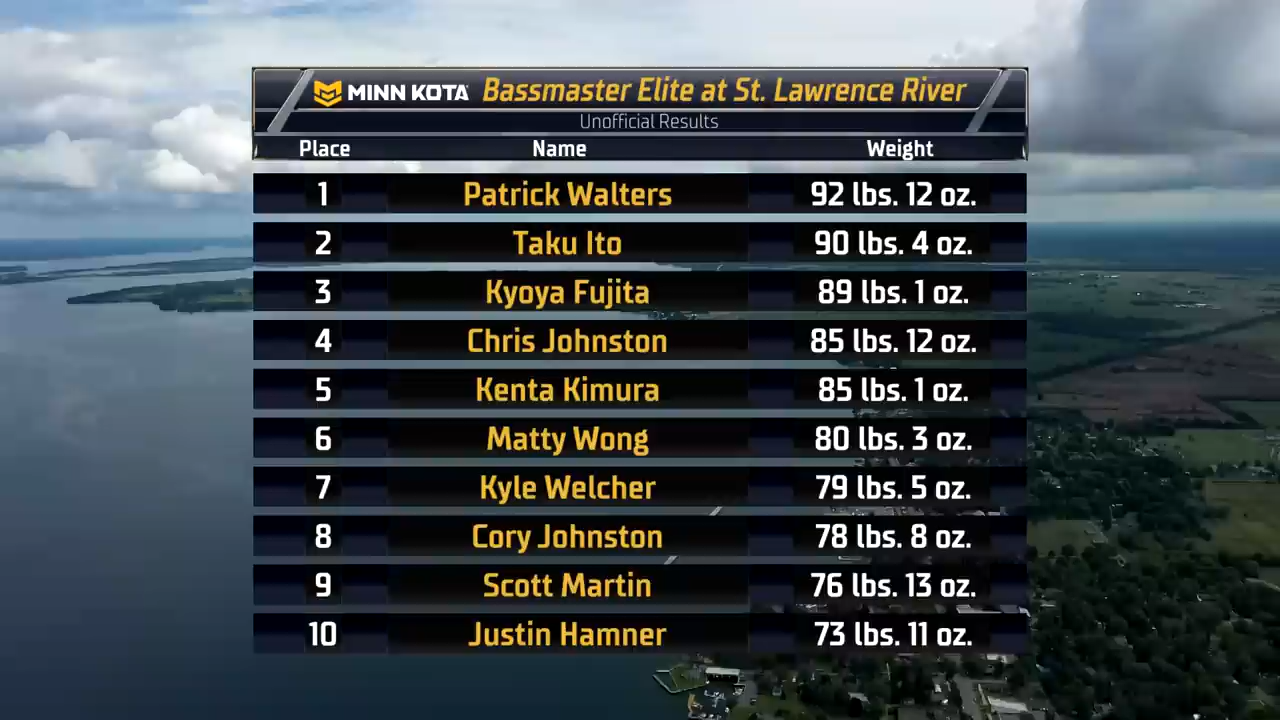 MINN KOTA Bassmaster Elite at St. Lawrence River
Unofficial Results
Place Name Weight
1 Patrick Walters 92 lbs. 12 oz.
2 Taku Ito 90 lbs. 4 oz.
3 Kyoya Fujita 89 lbs. 1 oz.
4 Chris Johnston 85 lbs. 12 oz.
5 Kenta Kimura 85 lbs. 1 oz.
6 Matty Wong 80 lbs. 3 oz.
7 Kyle Welcher 79 lbs. 5 oz.
8 Cory Johnston 78 lbs. 8 oz.
9 Scott Martin 76 lbs. 13 oz.
10 Justin Hamner 73 lbs. 11 oz.